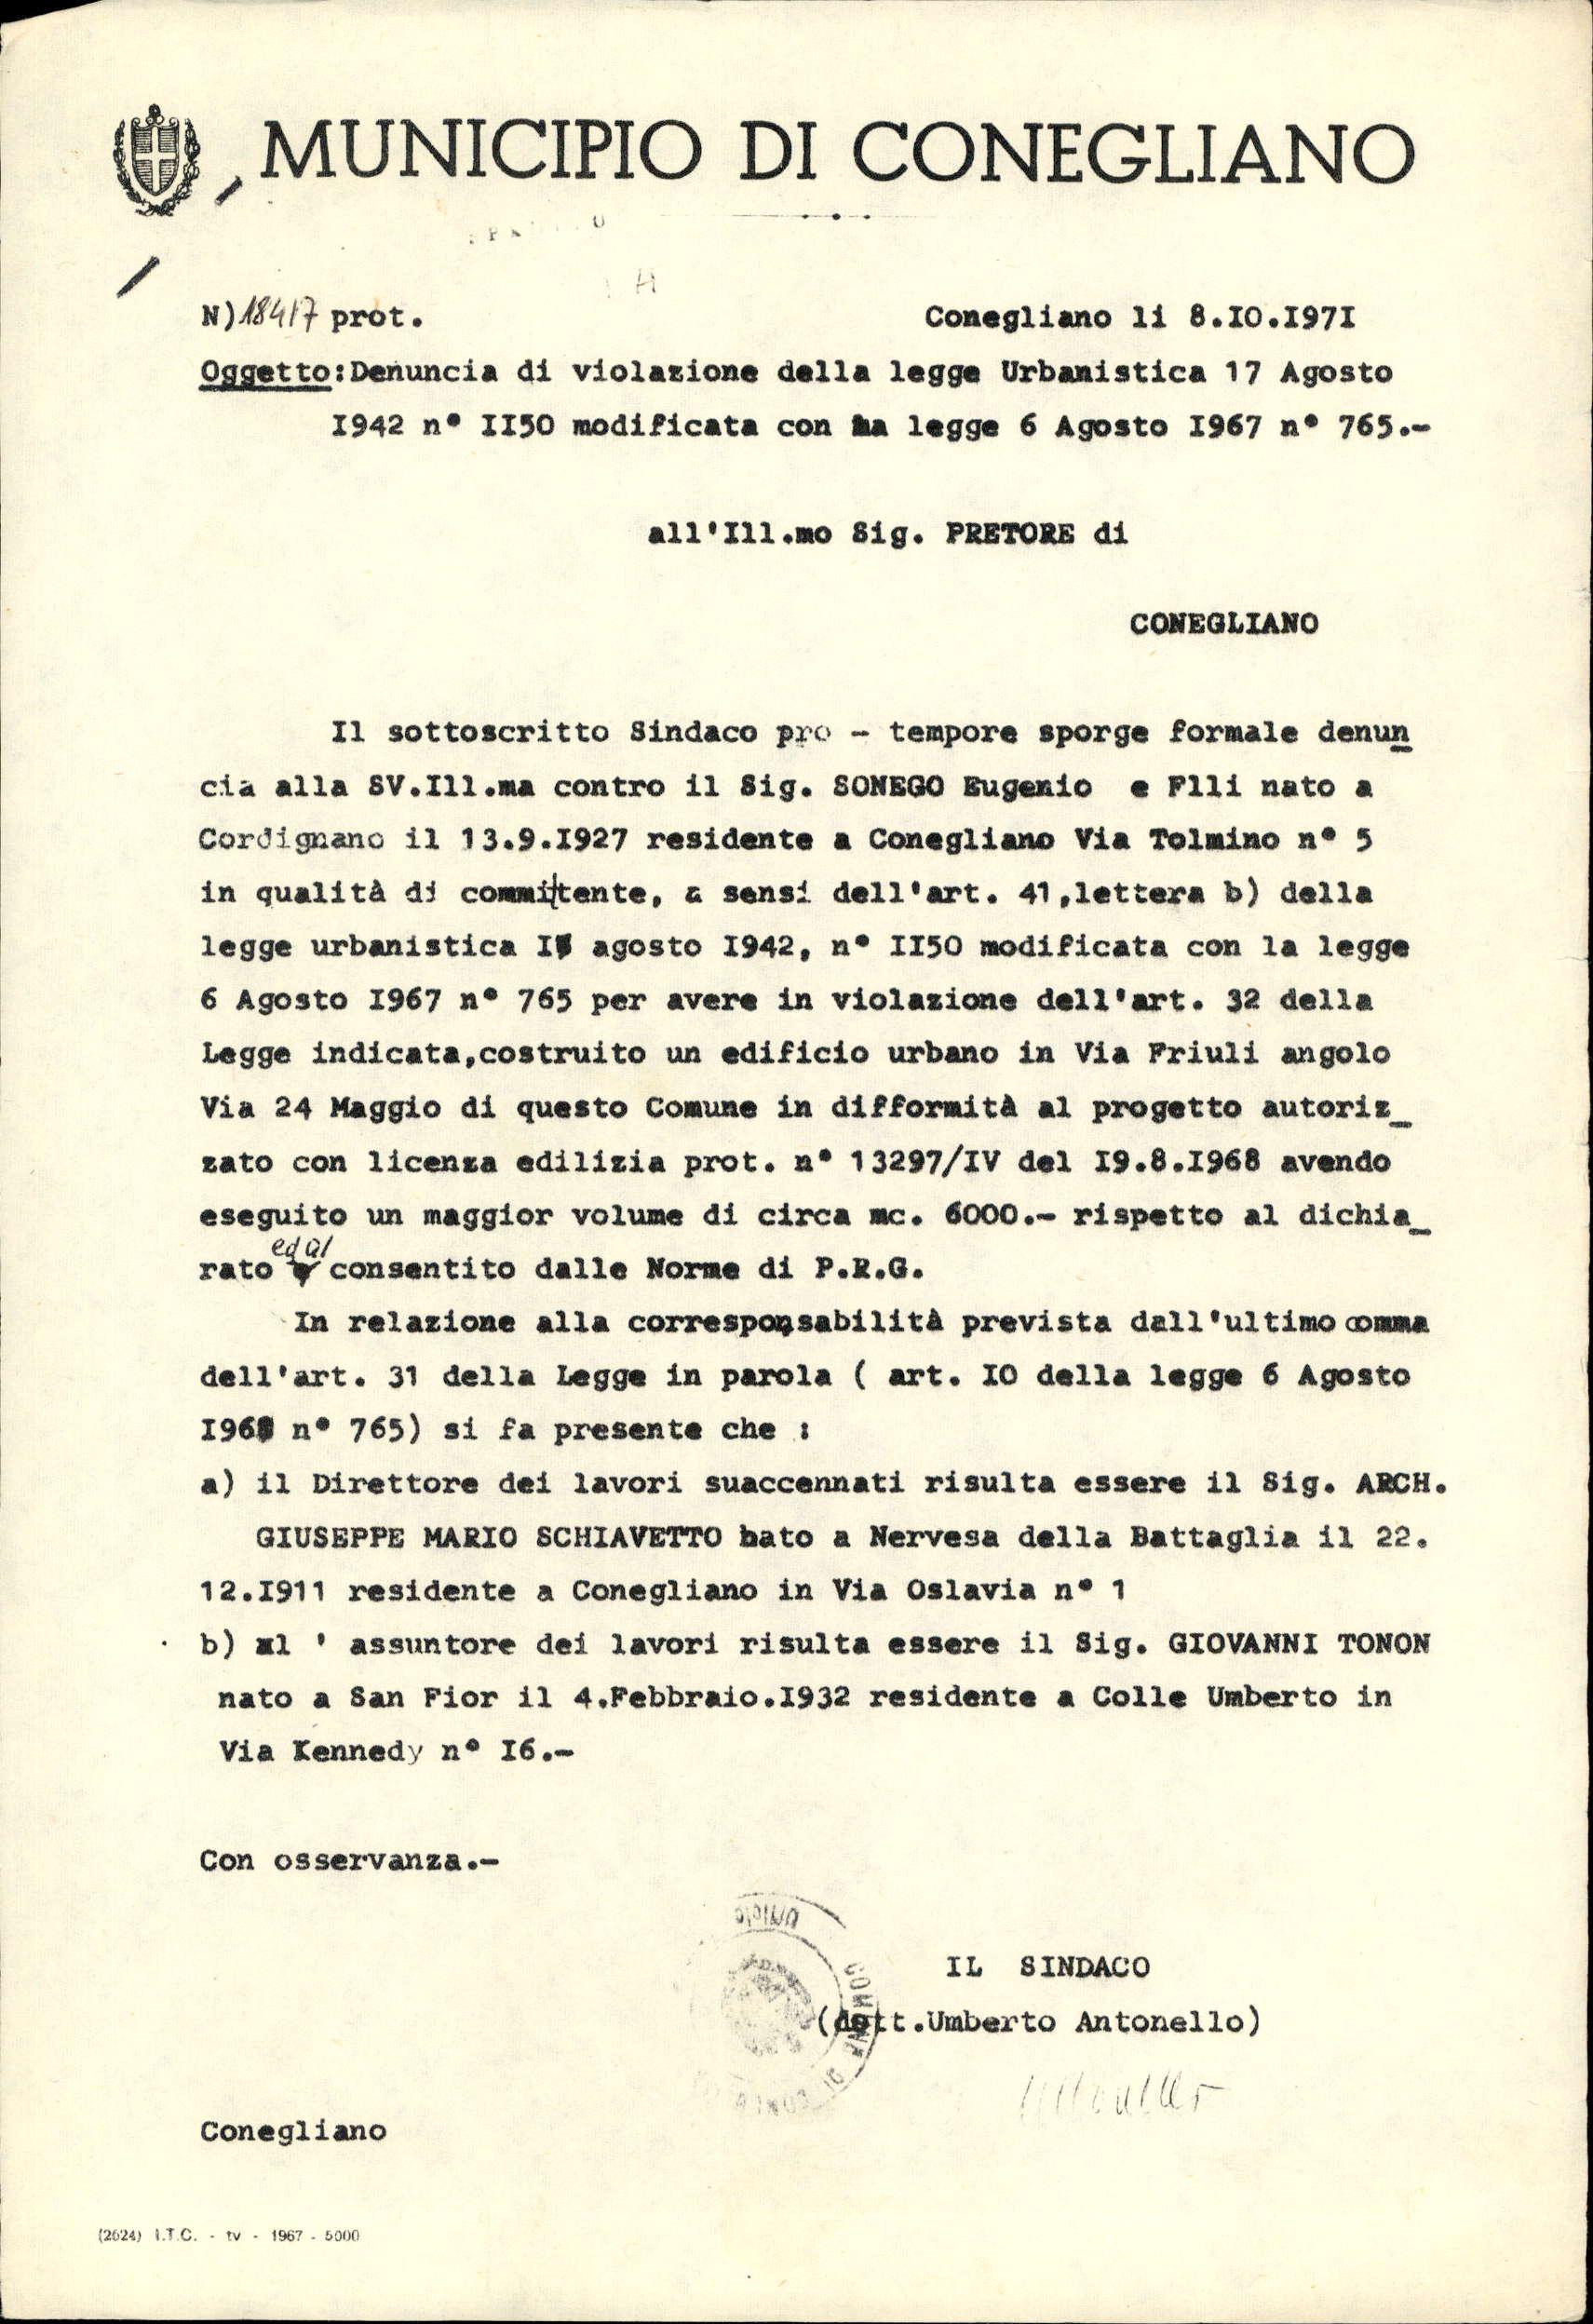 MUNICIPIO DI CONEGLIANO
N) 18417 prot. Conegliano li 8.IO.I97I
Oggetto:Denuncia di violazione della legge Urbanistica 17 Agosto
I942 n° II50 modificata con la legge 6 Agosto I967 n° 765.-
all'Ill.mo Sig. PRETORE di
CONEGLIANO
Il sottoscritto Sindaco pro - tempore sporge formale denun
cia alla SV.Ill.ma contro il Sig. SONEGO Eugenio e Flli nato a
Cordignano il 13.9.I927 residente a Conegliano Via Tolmino n° 5
in qualità di committente, a sensi dell'art. 41,lettera b) della
legge urbanistica I7 agosto I942, n° II50 modificata con la legge
6 Agosto I967 n° 765 per avere in violazione dell'art. 32 della
Legge indicata,costruito un edificio urbano in Via Friuli angolo
Via 24 Maggio di questo Comune in difformità al progetto autoriz_
zato con licenza edilizia prot. n° 13297/IV del I9.8.I968 avendo
eseguito un maggior volume di circa mc. 6000.- rispetto al dichia_
rato ed al consentito dalle Norme di P.R.G.
In relazione alla corresponsabilità prevista dall'ultimo comma
dell'art. 31 della Legge in parola ( art. IO della legge 6 Agosto
I967 n° 765) si fa presente che :
a) il Direttore dei lavori suaccennati risulta essere il Sig. ARCH.
GIUSEPPE MARIO SCHIAVETTO bato a Nervesa della Battaglia il 22.
12.I911 residente a Conegliano in Via Oslavia n° 1
b) l ' assuntore dei lavori risulta essere il Sig. GIOVANNI TONON
nato a San Fior il 4.Febbraio.I932 residente a Colle Umberto in
Via Kennedy n° I6.-
Con osservanza.-
Ufficio
COMUNE DI
IL SINDACO
(dott.Umberto Antonello)
Conegliano
(2624) I.T.C. - tv - 1967 - 5000